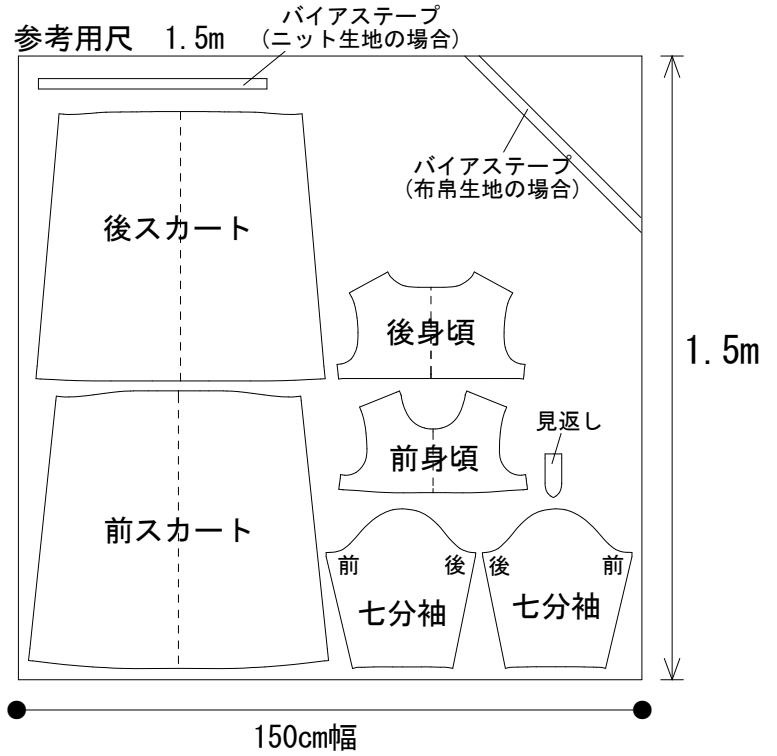 参考用尺　1.5m
バイアステープ
（ニット生地の場合）
バイアステープ
（布帛生地の場合）
後スカート
後身頃
1.5m
前身頃
見返し
前スカート
前　後
七分袖
後　前
七分袖
150cm幅